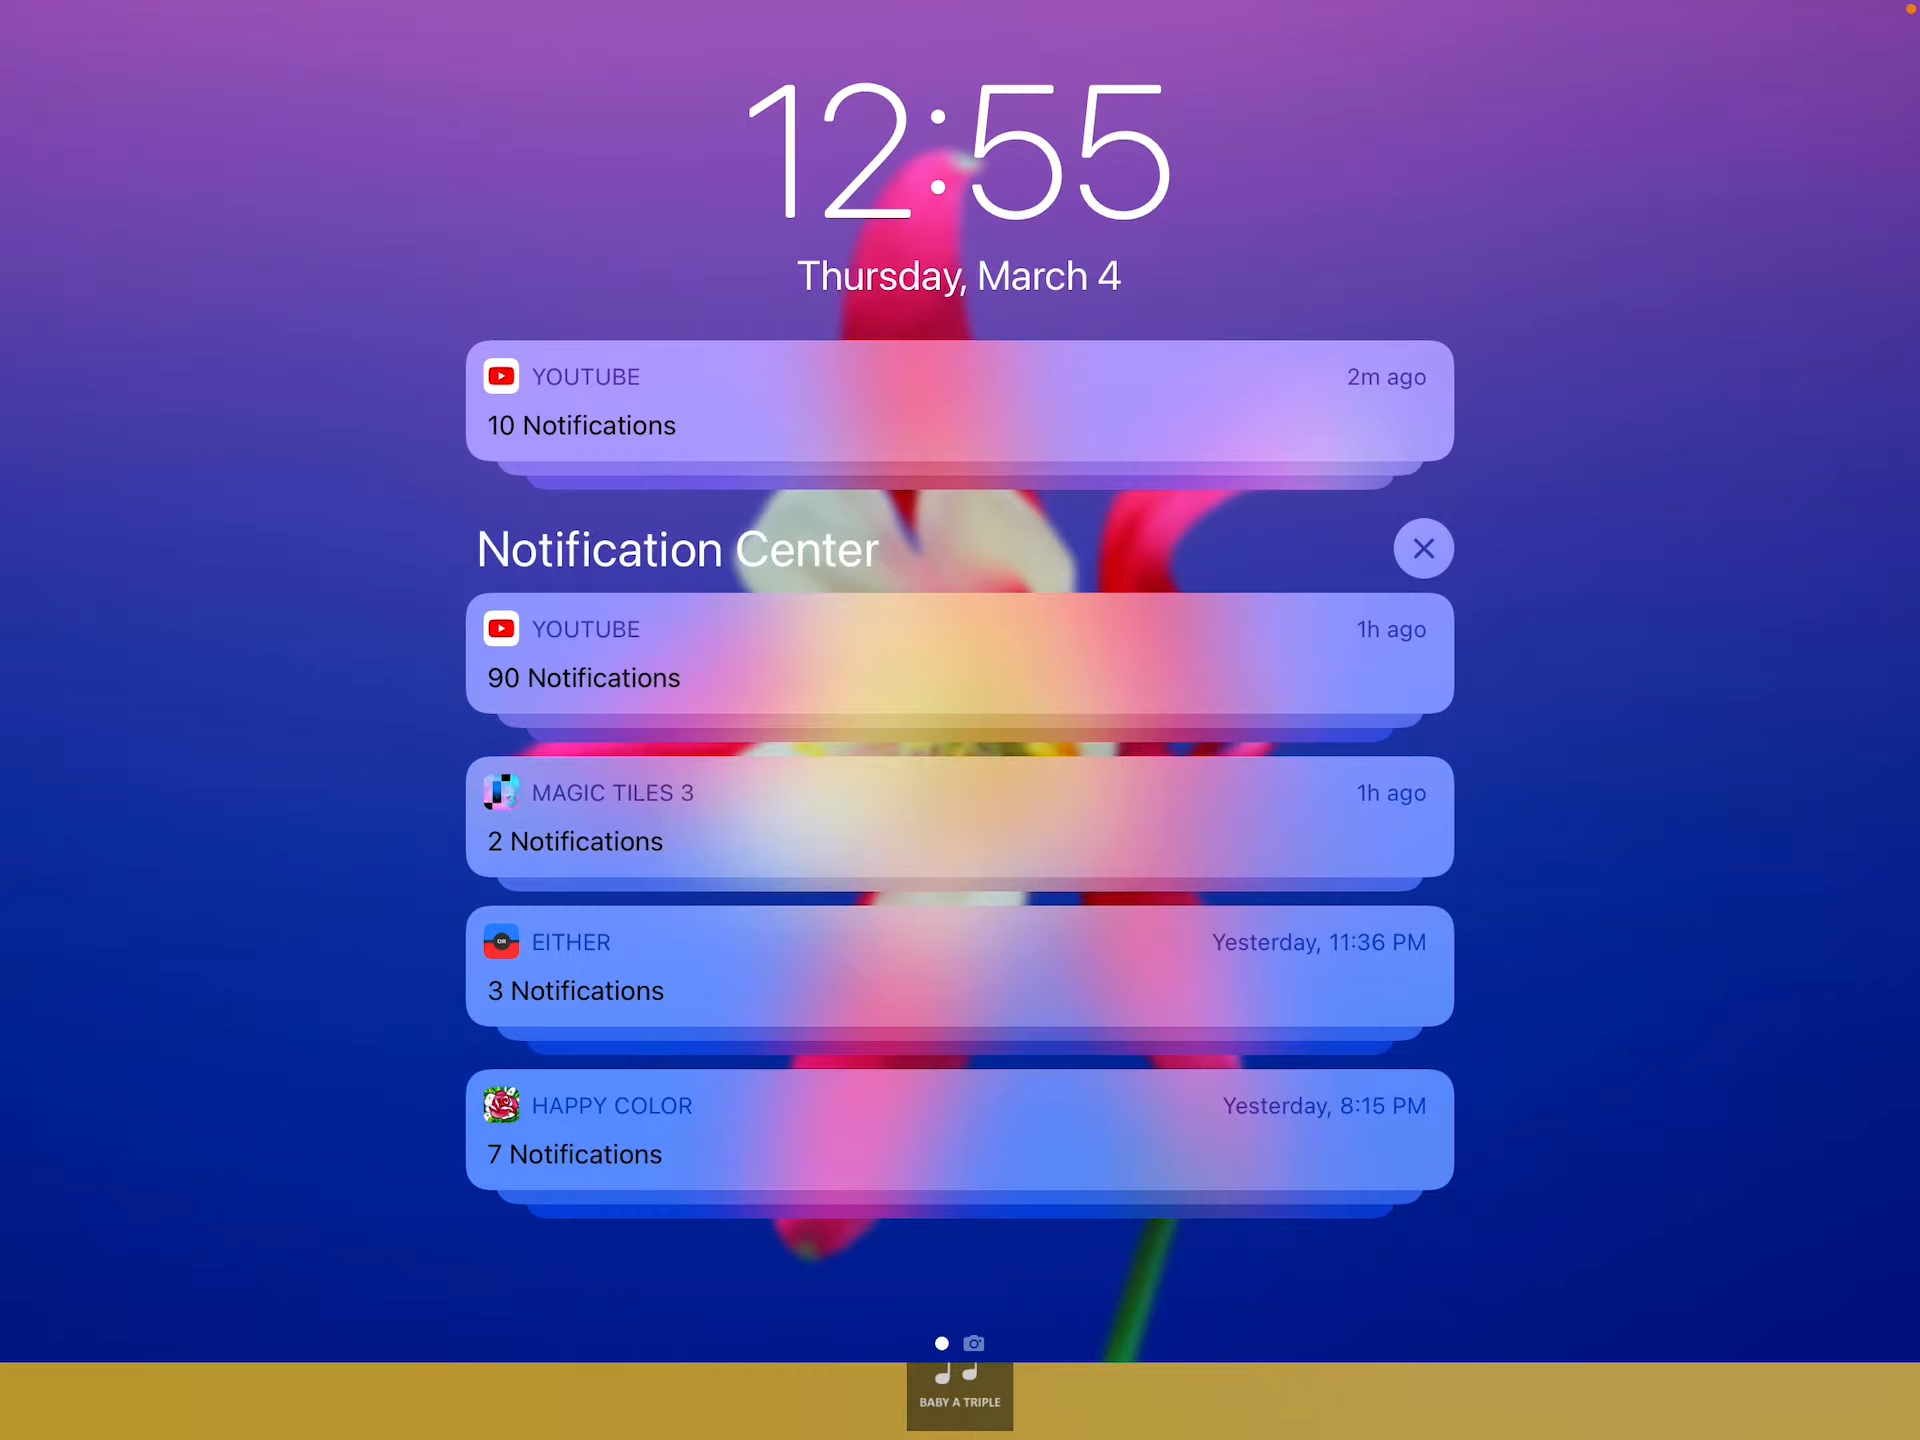 12:55
Thursday, March 4
YOUTUBE 2m ago
10 Notifications
Notification Center
YOUTUBE 1h ago
90 Notifications
MAGIC TILES 3 1h ago
2 Notifications
OR EITHER Yesterday, 11:36 PM
3 Notifications
HAPPY COLOR Yesterday, 8:15 PM
7 Notifications
BABY A TRIPLE